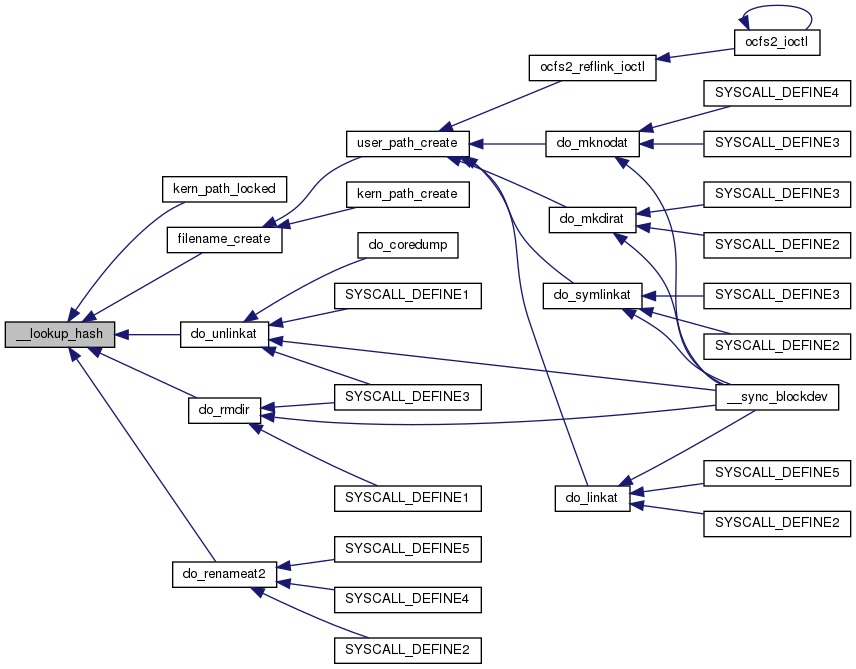 ocfs2_ioctl
ocfs2_reflink_ioctl
SYSCALL_DEFINE4
user_path_create
do_mknodat
SYSCALL_DEFINE3
kern_path_locked
kern_path_create
SYSCALL_DEFINE3
do_mkdirat
filename_create
do_coredump
SYSCALL_DEFINE2
SYSCALL_DEFINE1
do_symlinkat
SYSCALL_DEFINE3
__lookup_hash
do_unlinkat
SYSCALL_DEFINE2
do_rmdir
SYSCALL_DEFINE3
__sync_blockdev
SYSCALL_DEFINE5
SYSCALL_DEFINE1
do_linkat
SYSCALL_DEFINE2
SYSCALL_DEFINE5
do_renameat2
SYSCALL_DEFINE4
SYSCALL_DEFINE2